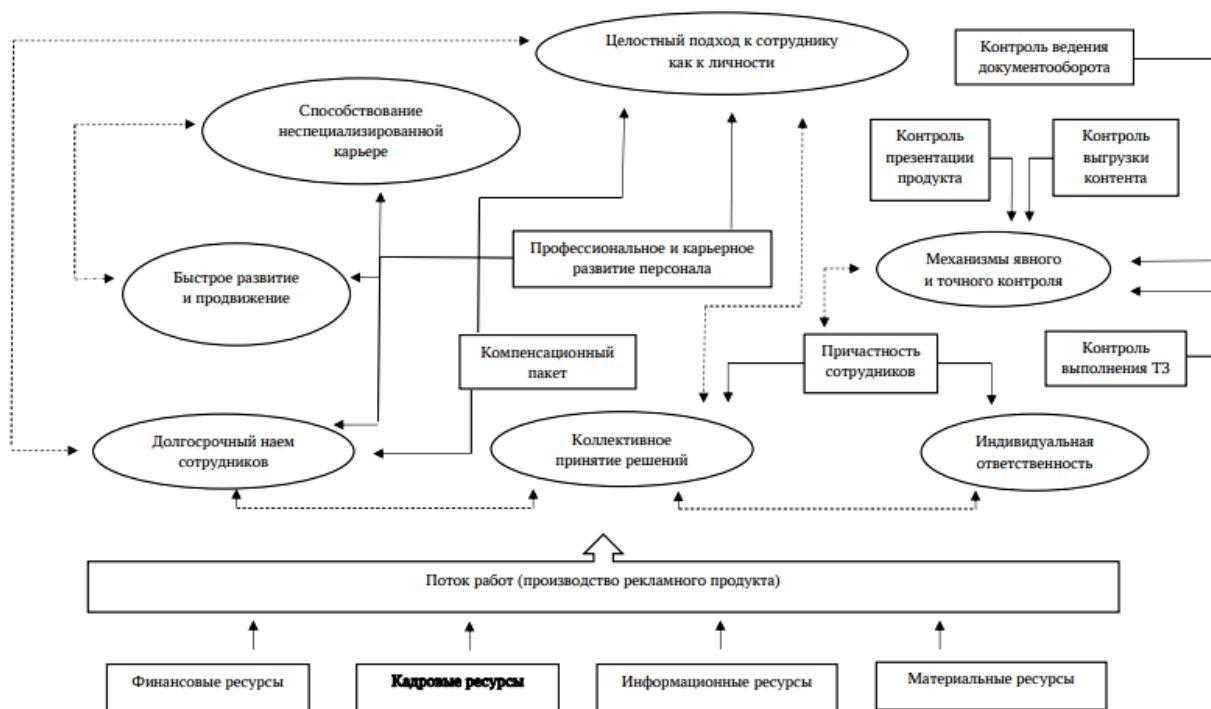 Целостный подход к сотруднику
как к личности
Контроль ведения
документооборота
Способствование
неспециализированной
карьере
Контроль
презентации
продукта
Контроль
выгрузки
контента
Профессиональное и карьерное
развитие персонала
Механизмы явного
и точного контроля
Быстрое развитие
и продвижение
Компенсационный
пакет
Причастность
сотрудников
Контроль
выполнения ТЗ
Долгосрочный наем
сотрудников
Коллективное
принятие решений
Индивидуальная
ответственность
Поток работ (производство рекламного продукта)
Финансовые ресурсы
Кадровые ресурсы
Информационные ресурсы
Материальные ресурсы